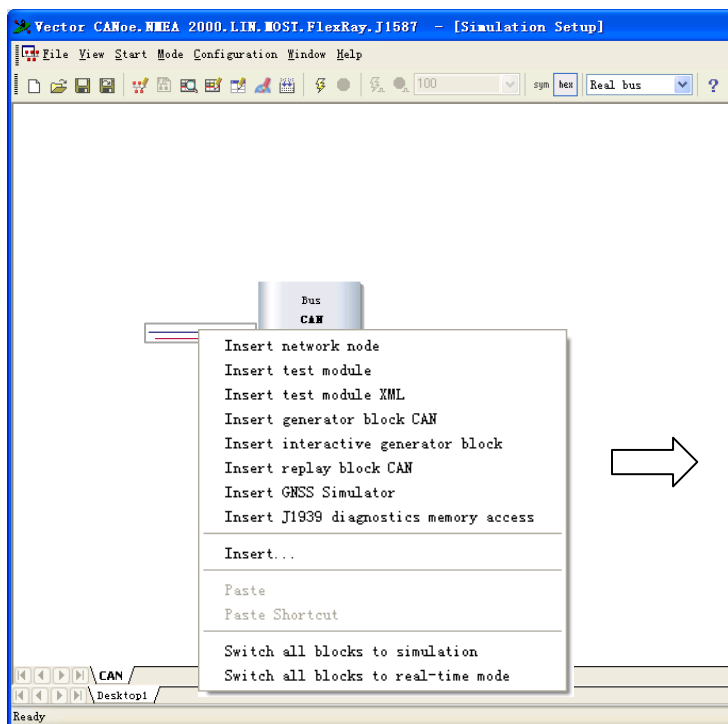 Vector CANoe.NMEA 2000.LIN.MOST.FlexRay.J1587 - [Simulation Setup]
File View Start Mode Configuration Window Help
100 sym hex Real bus ?
Bus
CAN
Insert network node
Insert test module
Insert test module XML
Insert generator block CAN
Insert interactive generator block
Insert replay block CAN
Insert GNSS Simulator
Insert J1939 diagnostics memory access
Insert...
Paste
Paste Shortcut
Switch all blocks to simulation
Switch all blocks to real-time mode
CAN
Desktop1
Ready